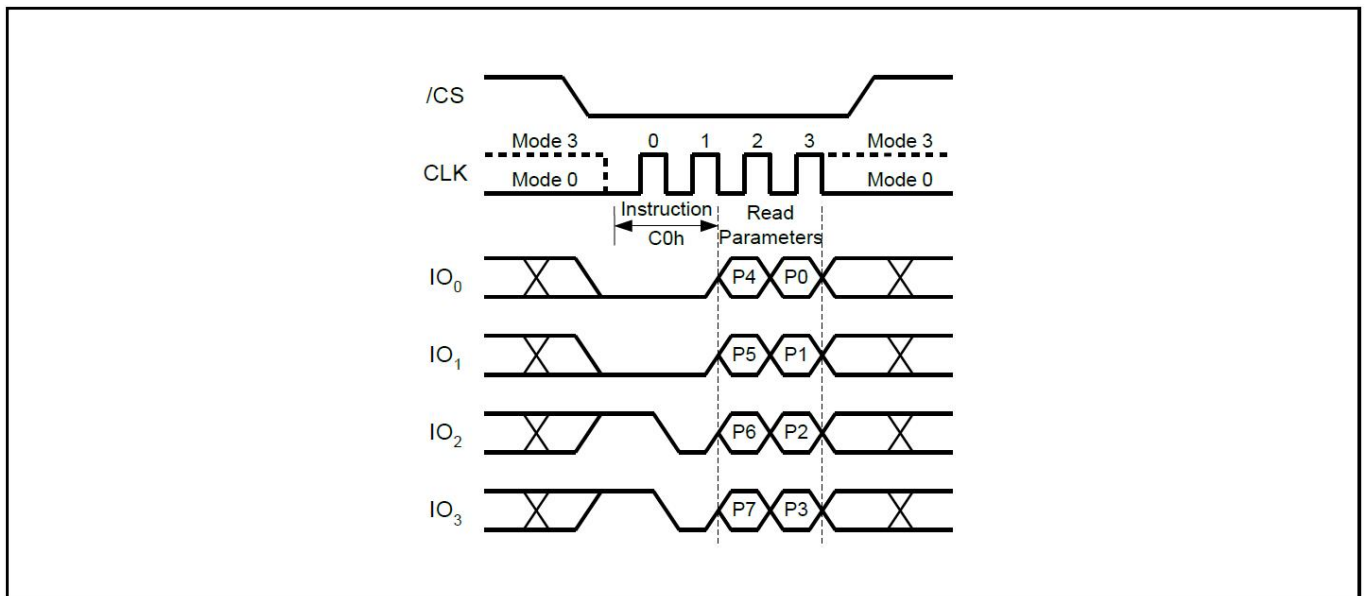 /CS
Mode 3 0 1 2 3 Mode 3
CLK
Mode 0 Mode 0
Instruction Read
C0h Parameters
IO₀ P4 P0
IO₁ P5 P1
IO₂ P6 P2
IO₃ P7 P3